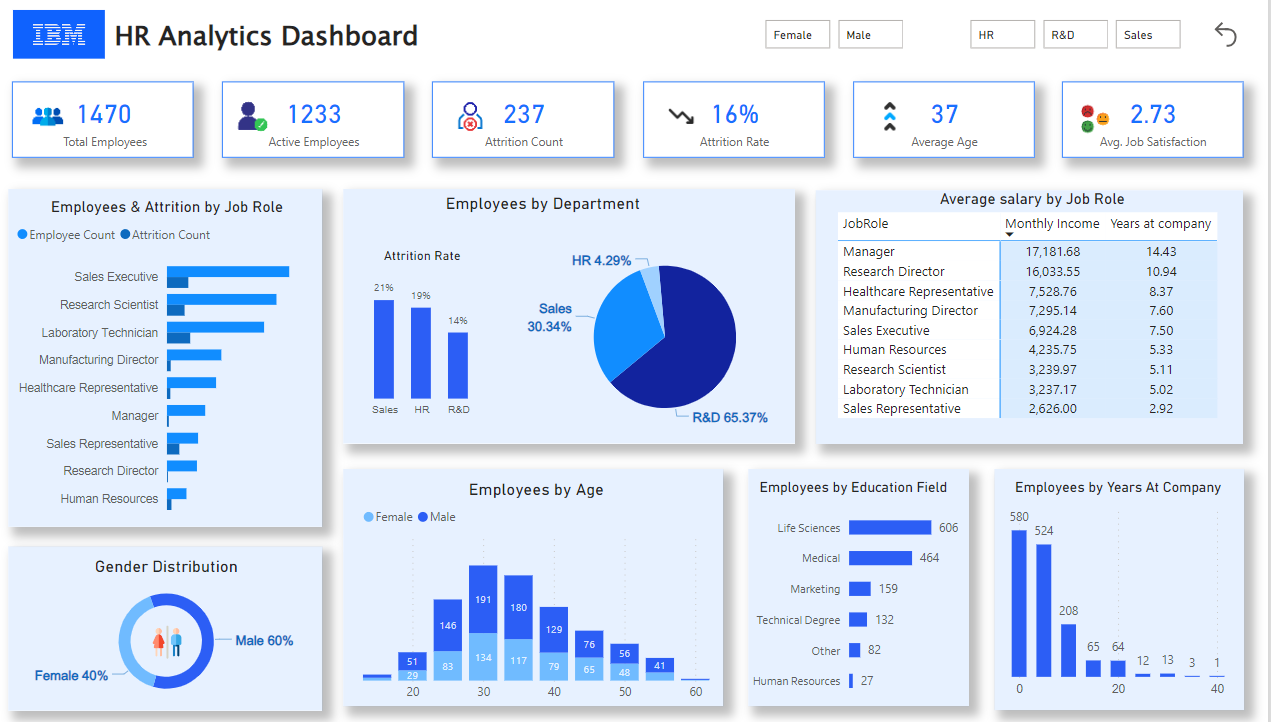 IBM HR Analytics Dashboard
Female Male HR R&D Sales
1470 Total Employees
1233 Active Employees
237 Attrition Count
16% Attrition Rate
37 Average Age
2.73 Avg. Job Satisfaction
Employees & Attrition by Job Role
Employee Count Attrition Count
Sales Executive
Research Scientist
Laboratory Technician
Manufacturing Director
Healthcare Representative
Manager
Sales Representative
Research Director
Human Resources
Employees by Department
Attrition Rate
21% 19% 14%
Sales HR R&D
HR 4.29%
Sales
30.34%
R&D 65.37%
Average salary by Job Role
JobRole Monthly Income Years at company
Manager 17,181.68 14.43
Research Director 16,033.55 10.94
Healthcare Representative 7,528.76 8.37
Manufacturing Director 7,295.14 7.60
Sales Executive 6,924.28 7.50
Human Resources 4,235.75 5.33
Research Scientist 3,239.97 5.11
Laboratory Technician 3,237.17 5.02
Sales Representative 2,626.00 2.92
Gender Distribution
Male 60%
Female 40%
Employees by Age
Female Male
51 146 191 180 129 76 56 41
29 83 134 117 79 65 48
20 30 40 50 60
Employees by Education Field
Life Sciences 606
Medical 464
Marketing 159
Technical Degree 132
Other 82
Human Resources 27
Employees by Years At Company
580 524 208 65 64 12 13 3 1
0 20 40